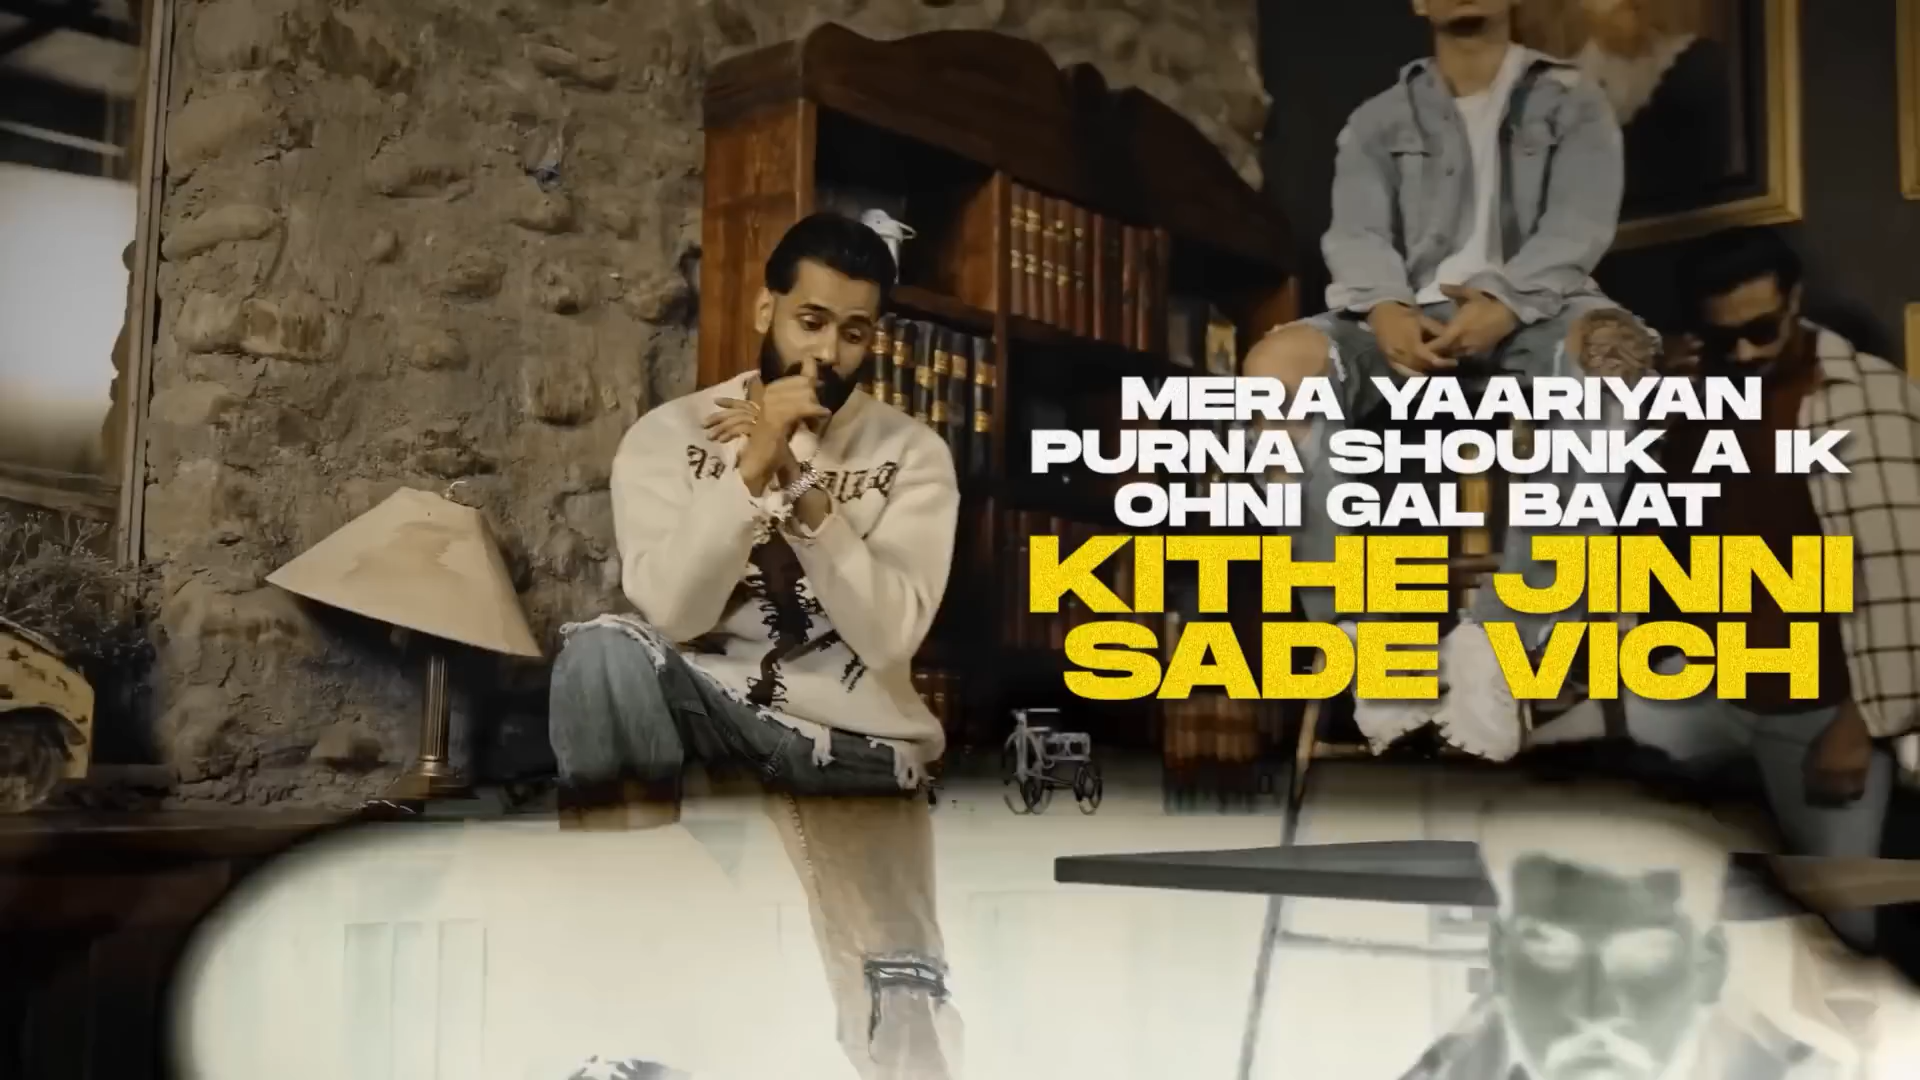 MERA YAARIYAN
PURNA SHOUNK A IK
OHNI GAL BAAT
KITHE JINNI
SADE VICH